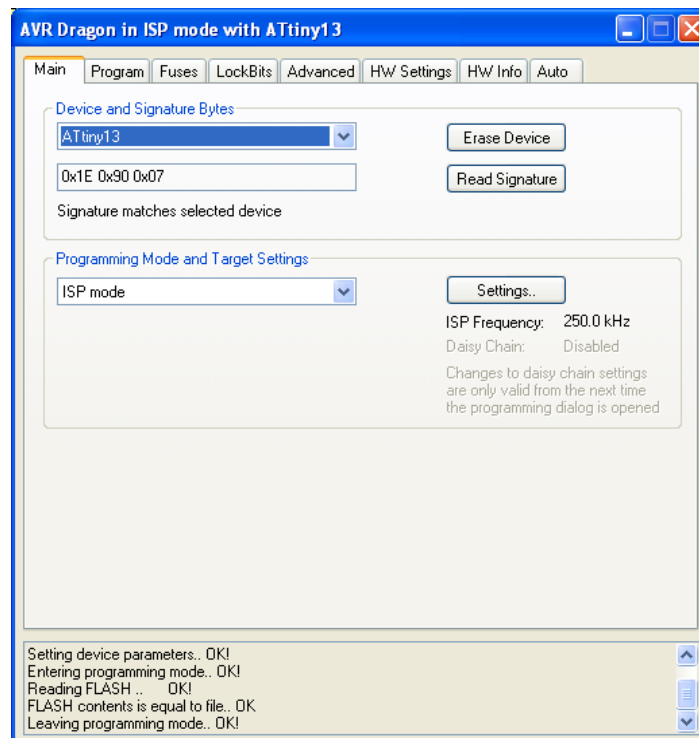 AVR Dragon in ISP mode with ATtiny13
Main Program Fuses LockBits Advanced HW Settings HW Info Auto
Device and Signature Bytes
ATtiny13
Erase Device
0x1E 0x90 0x07
Read Signature
Signature matches selected device
Programming Mode and Target Settings
ISP mode
Settings..
ISP Frequency: 250.0 kHz
Daisy Chain: Disabled
Changes to daisy chain settings
are only valid from the next time
the programming dialog is opened
Setting device parameters.. OK!
Entering programming mode.. OK!
Reading FLASH .. OK!
FLASH contents is equal to file.. OK
Leaving programming mode.. OK!